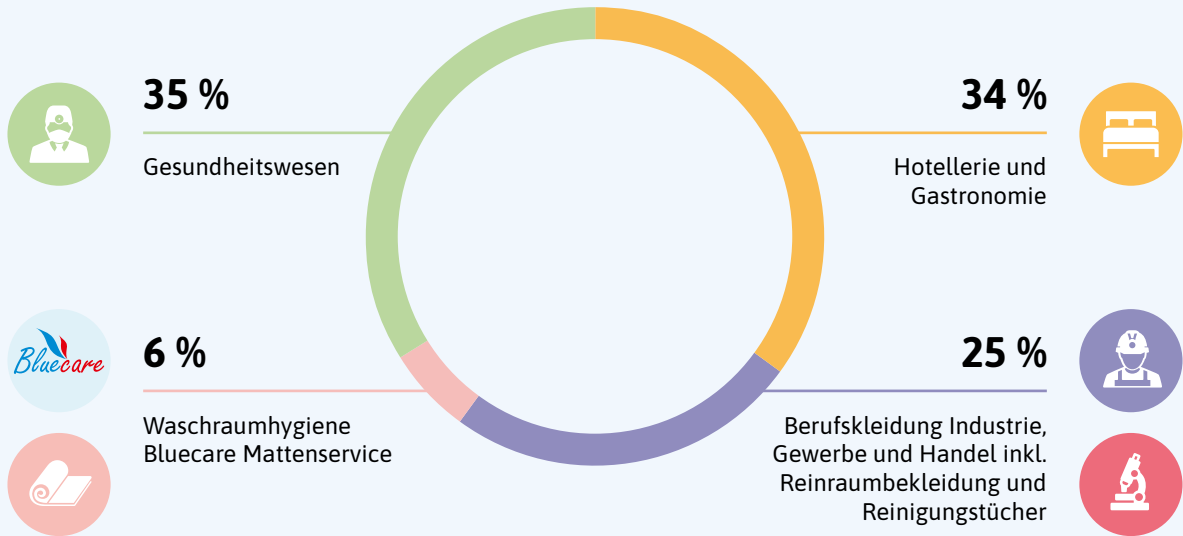 35 %
Gesundheitswesen
34 %
Hotellerie und
Gastronomie
Bluecare
6 %
Waschraumhygiene
Bluecare Mattenservice
25 %
Berufskleidung Industrie,
Gewerbe und Handel inkl.
Reinraumbekleidung und
Reinigungstücher